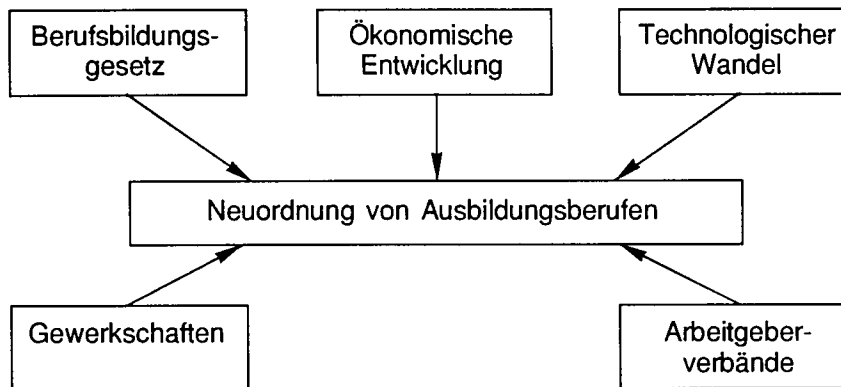 Berufsbildungs-
gesetz
Ökonomische
Entwicklung
Technologischer
Wandel
Neuordnung von Ausbildungsberufen
Gewerkschaften
Arbeitgeber-
verbände